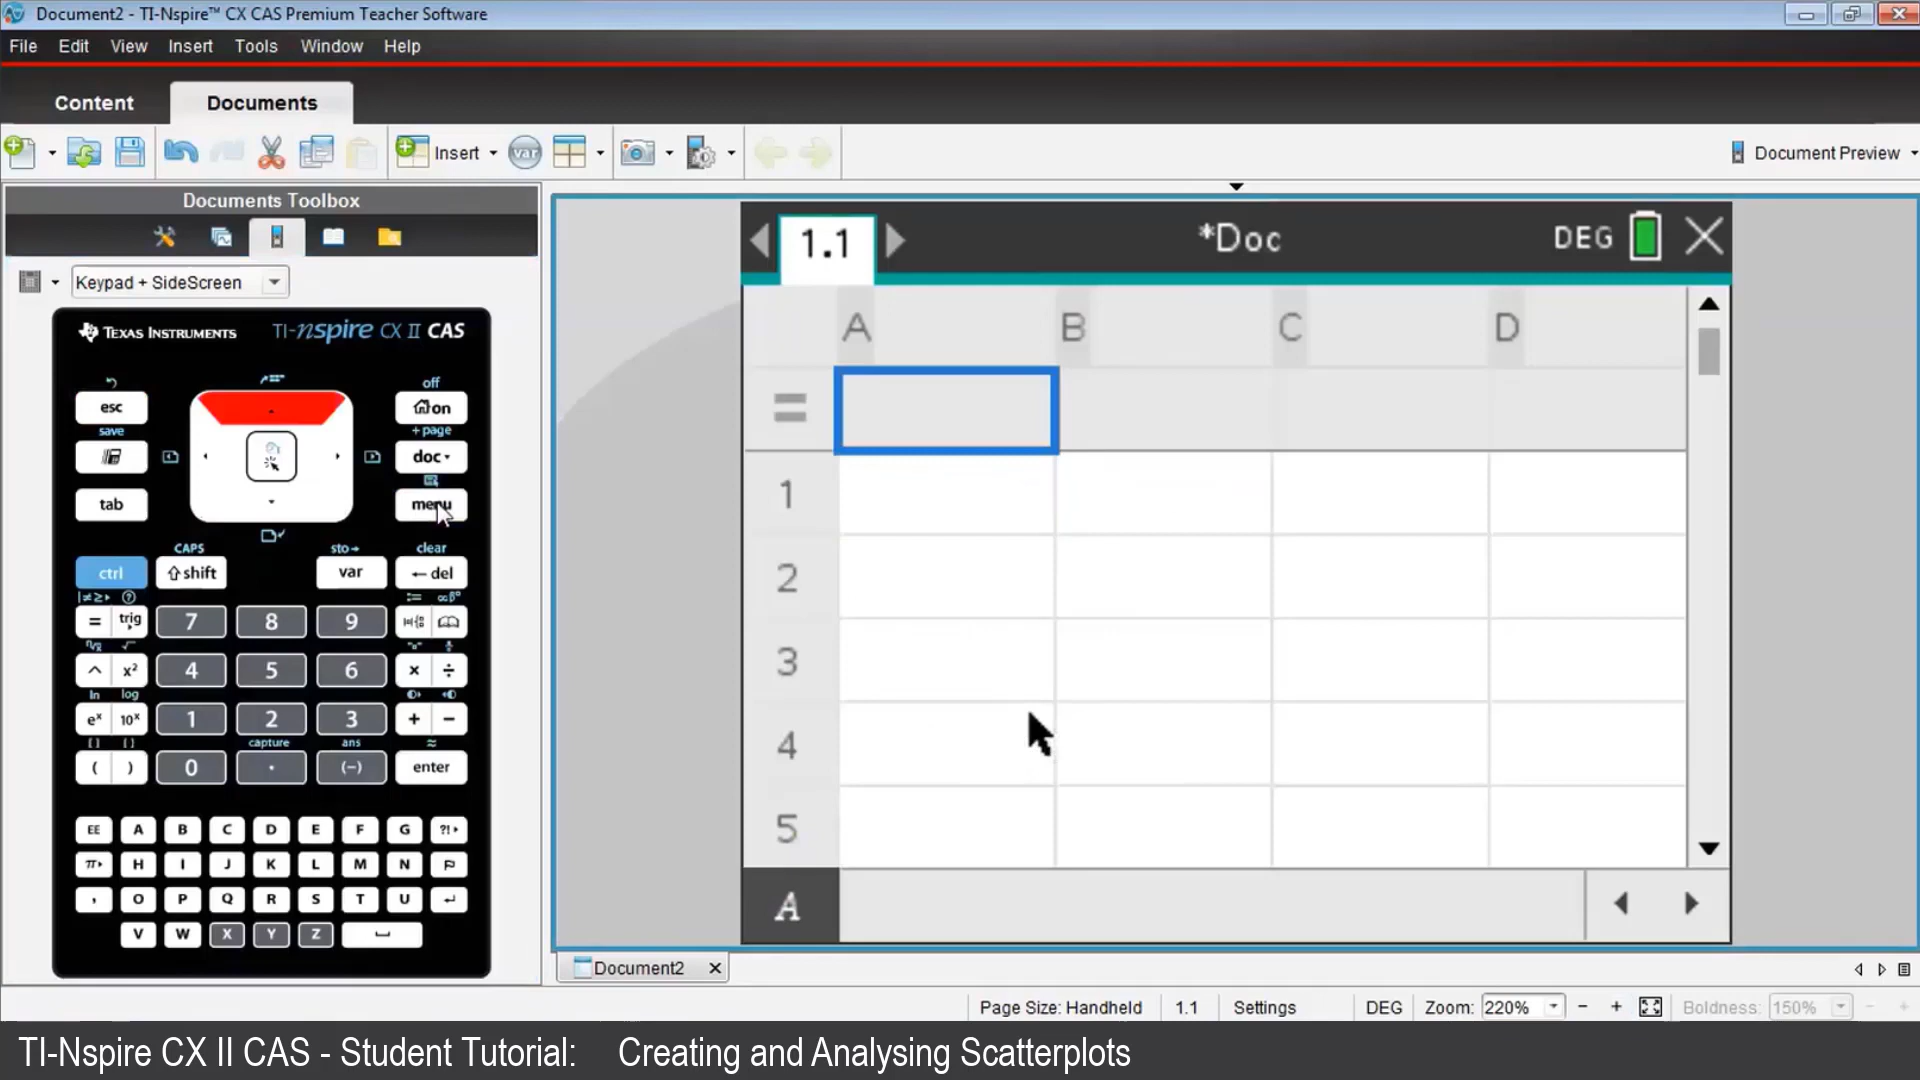 Document2 - TI-Nspire™ CX CAS Premium Teacher Software
File Edit View Insert Tools Window Help
Content Documents
Insert var Document Preview
Documents Toolbox
Keypad + SideScreen
1.1 *Doc DEG
A B C D
=
1
2
3
4
5
A
TEXAS INSTRUMENTS TI-nspire CX II CAS
off
esc on
save + page
doc
tab menu
CAPS sto→ clear
ctrl shift var ←del
= trig 7 8 9
^ x² 4 5 6 × ÷
ln log
eˣ 10ˣ 1 2 3 + −
[ ] { } capture ans ≈
( ) 0 . (−) enter
EE A B C D E F G ?!▸
π▸ H I J K L M N
, O P Q R S T U
V W X Y Z
Document2
Page Size: Handheld 1.1 Settings DEG Zoom: 220% − + Boldness: 150% − +
TI-Nspire CX II CAS - Student Tutorial: Creating and Analysing Scatterplots